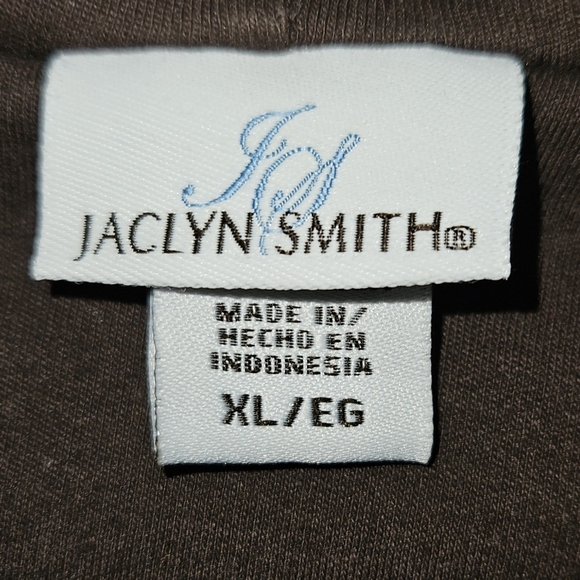 JS
JACLYN SMITH®
MADE IN/
HECHO EN
INDONESIA
XL/EG